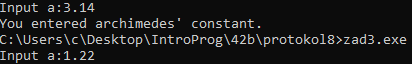 Input a:3.14
You entered archimedes' constant.
C:\Users\c\Desktop\IntroProg\42b\protokol8>zad3.exe
Input a:1.22